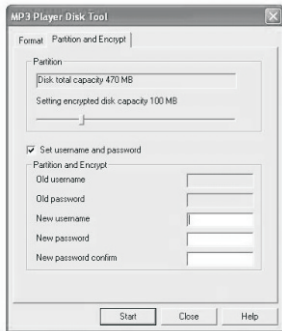 MP3 Player Disk Tool
Format Partition and Encrypt
Partition
Disk total capacity 470 MB
Setting encrypted disk capacity 100 MB
Set username and password
Partition and Encrypt
Old username
Old password
New username
New password
New password confirm
Start Close Help